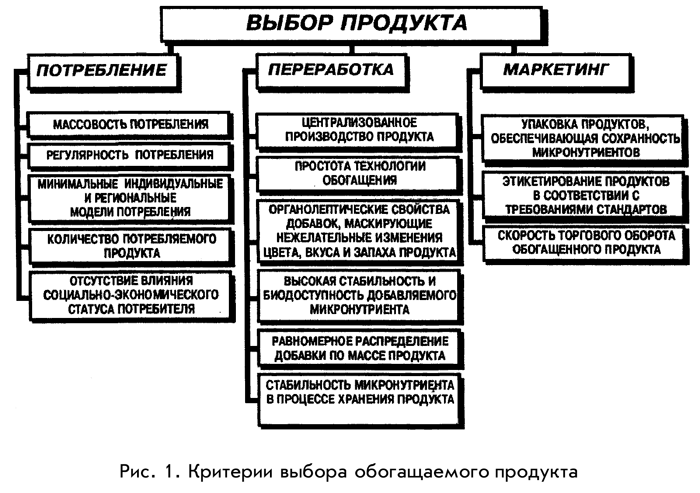 ВЫБОР ПРОДУКТА
ПОТРЕБЛЕНИЕ
МАССОВОСТЬ ПОТРЕБЛЕНИЯ
РЕГУЛЯРНОСТЬ ПОТРЕБЛЕНИЯ
МИНИМАЛЬНЫЕ ИНДИВИДУАЛЬНЫЕ
И РЕГИОНАЛЬНЫЕ
МОДЕЛИ ПОТРЕБЛЕНИЯ
КОЛИЧЕСТВО ПОТРЕБЛЯЕМОГО
ПРОДУКТА
ОТСУТСТВИЕ ВЛИЯНИЯ
СОЦИАЛЬНО-ЭКОНОМИЧЕСКОГО
СТАТУСА ПОТРЕБИТЕЛЯ
ПЕРЕРАБОТКА
ЦЕНТРАЛИЗОВАННОЕ
ПРОИЗВОДСТВО ПРОДУКТА
ПРОСТОТА ТЕХНОЛОГИИ
ОБОГАЩЕНИЯ
ОРГАНОЛЕПТИЧЕСКИЕ СВОЙСТВА
ДОБАВОК, МАСКИРУЮЩИЕ
НЕЖЕЛАТЕЛЬНЫЕ ИЗМЕНЕНИЯ
ЦВЕТА, ВКУСА И ЗАПАХА ПРОДУКТА
ВЫСОКАЯ СТАБИЛЬНОСТЬ И
БИОДОСТУПНОСТЬ ДОБАВЛЯЕМОГО
МИКРОНУТРИЕНТА
РАВНОМЕРНОЕ РАСПРЕДЕЛЕНИЕ
ДОБАВКИ ПО МАССЕ ПРОДУКТА
СТАБИЛЬНОСТЬ МИКРОНУТРИЕНТА
В ПРОЦЕССЕ ХРАНЕНИЯ ПРОДУКТА
МАРКЕТИНГ
УПАКОВКА ПРОДУКТОВ,
ОБЕСПЕЧИВАЮЩАЯ СОХРАННОСТЬ
МИКРОНУТРИЕНТОВ
ЭТИКЕТИРОВАНИЕ ПРОДУКТОВ
В СООТВЕТСТВИИ С
ТРЕБОВАНИЯМИ СТАНДАРТОВ
СКОРОСТЬ ТОРГОВОГО ОБОРОТА
ОБОГАЩЕННОГО ПРОДУКТА
Рис. 1. Критерии выбора обогащаемого продукта